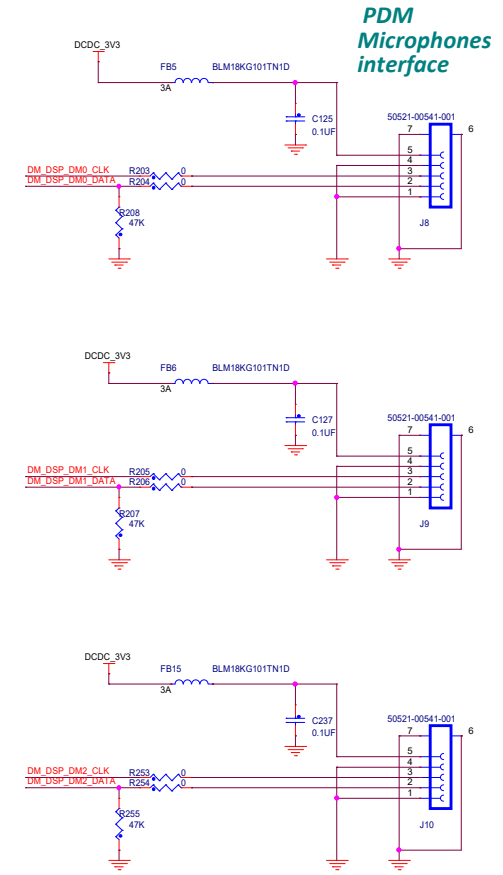 PDM
Microphones
interface
DCDC_3V3
FB5 BLM18KG101TN1D
3A
C125
0.1UF
50521-00541-001
7 6
5
4
DM_DSP_DM0_CLK R203 0 3
DM_DSP_DM0_DATA R204 0 2
1
R208
47K
J8
DCDC_3V3
FB6 BLM18KG101TN1D
3A
C127
0.1UF
50521-00541-001
7 6
5
4
DM_DSP_DM1_CLK R205 0 3
DM_DSP_DM1_DATA R206 0 2
1
R207
47K
J9
DCDC_3V3
FB15 BLM18KG101TN1D
3A
C237
0.1UF
50521-00541-001
7 6
5
4
DM_DSP_DM2_CLK R253 0 3
DM_DSP_DM2_DATA R254 0 2
1
R255
47K
J10